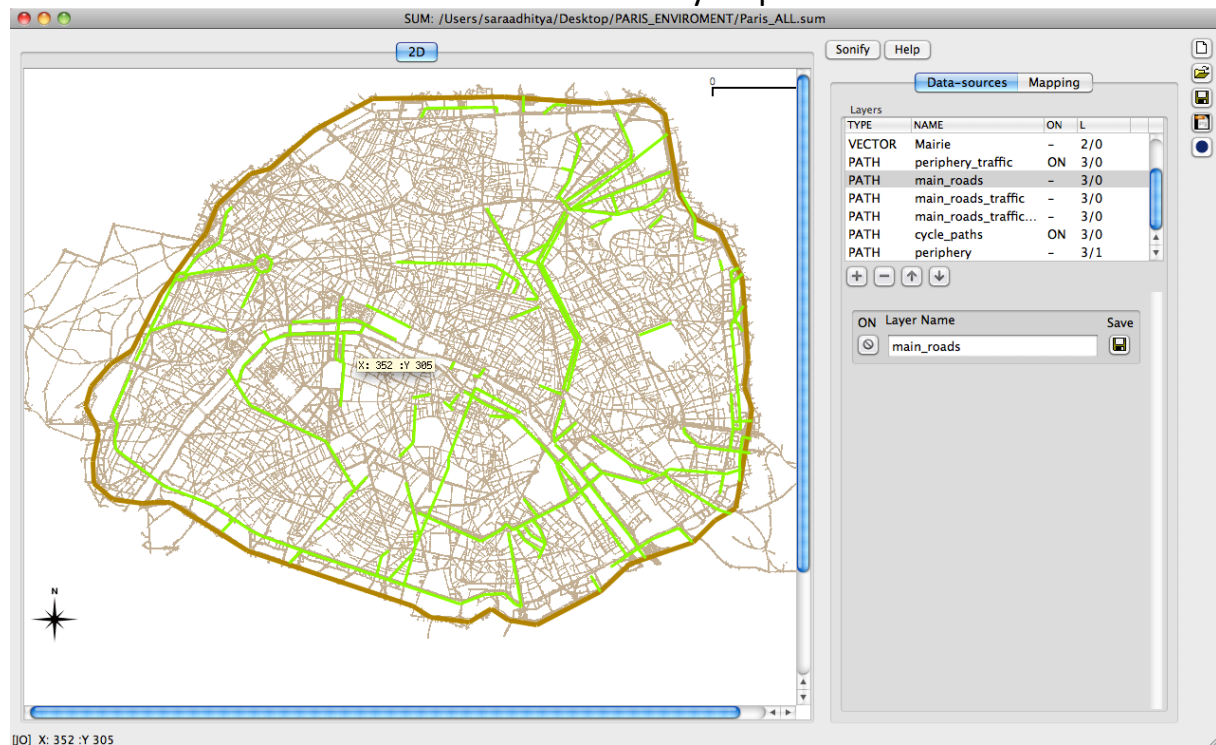 SUM: /Users/saraadhitya/Desktop/PARIS_ENVIROMENT/Paris_ALL.sum
2D
Sonify Help
Data-sources Mapping
Layers
TYPE NAME ON L
VECTOR Mairie – 2/0
PATH periphery_traffic ON 3/0
PATH main_roads – 3/0
PATH main_roads_traffic – 3/0
PATH main_roads_traffic... – 3/0
PATH cycle_paths ON 3/0
PATH periphery – 3/1
ON Layer Name Save
main_roads
0
X: 352 :Y 305
N
[JO] X: 352 :Y 305